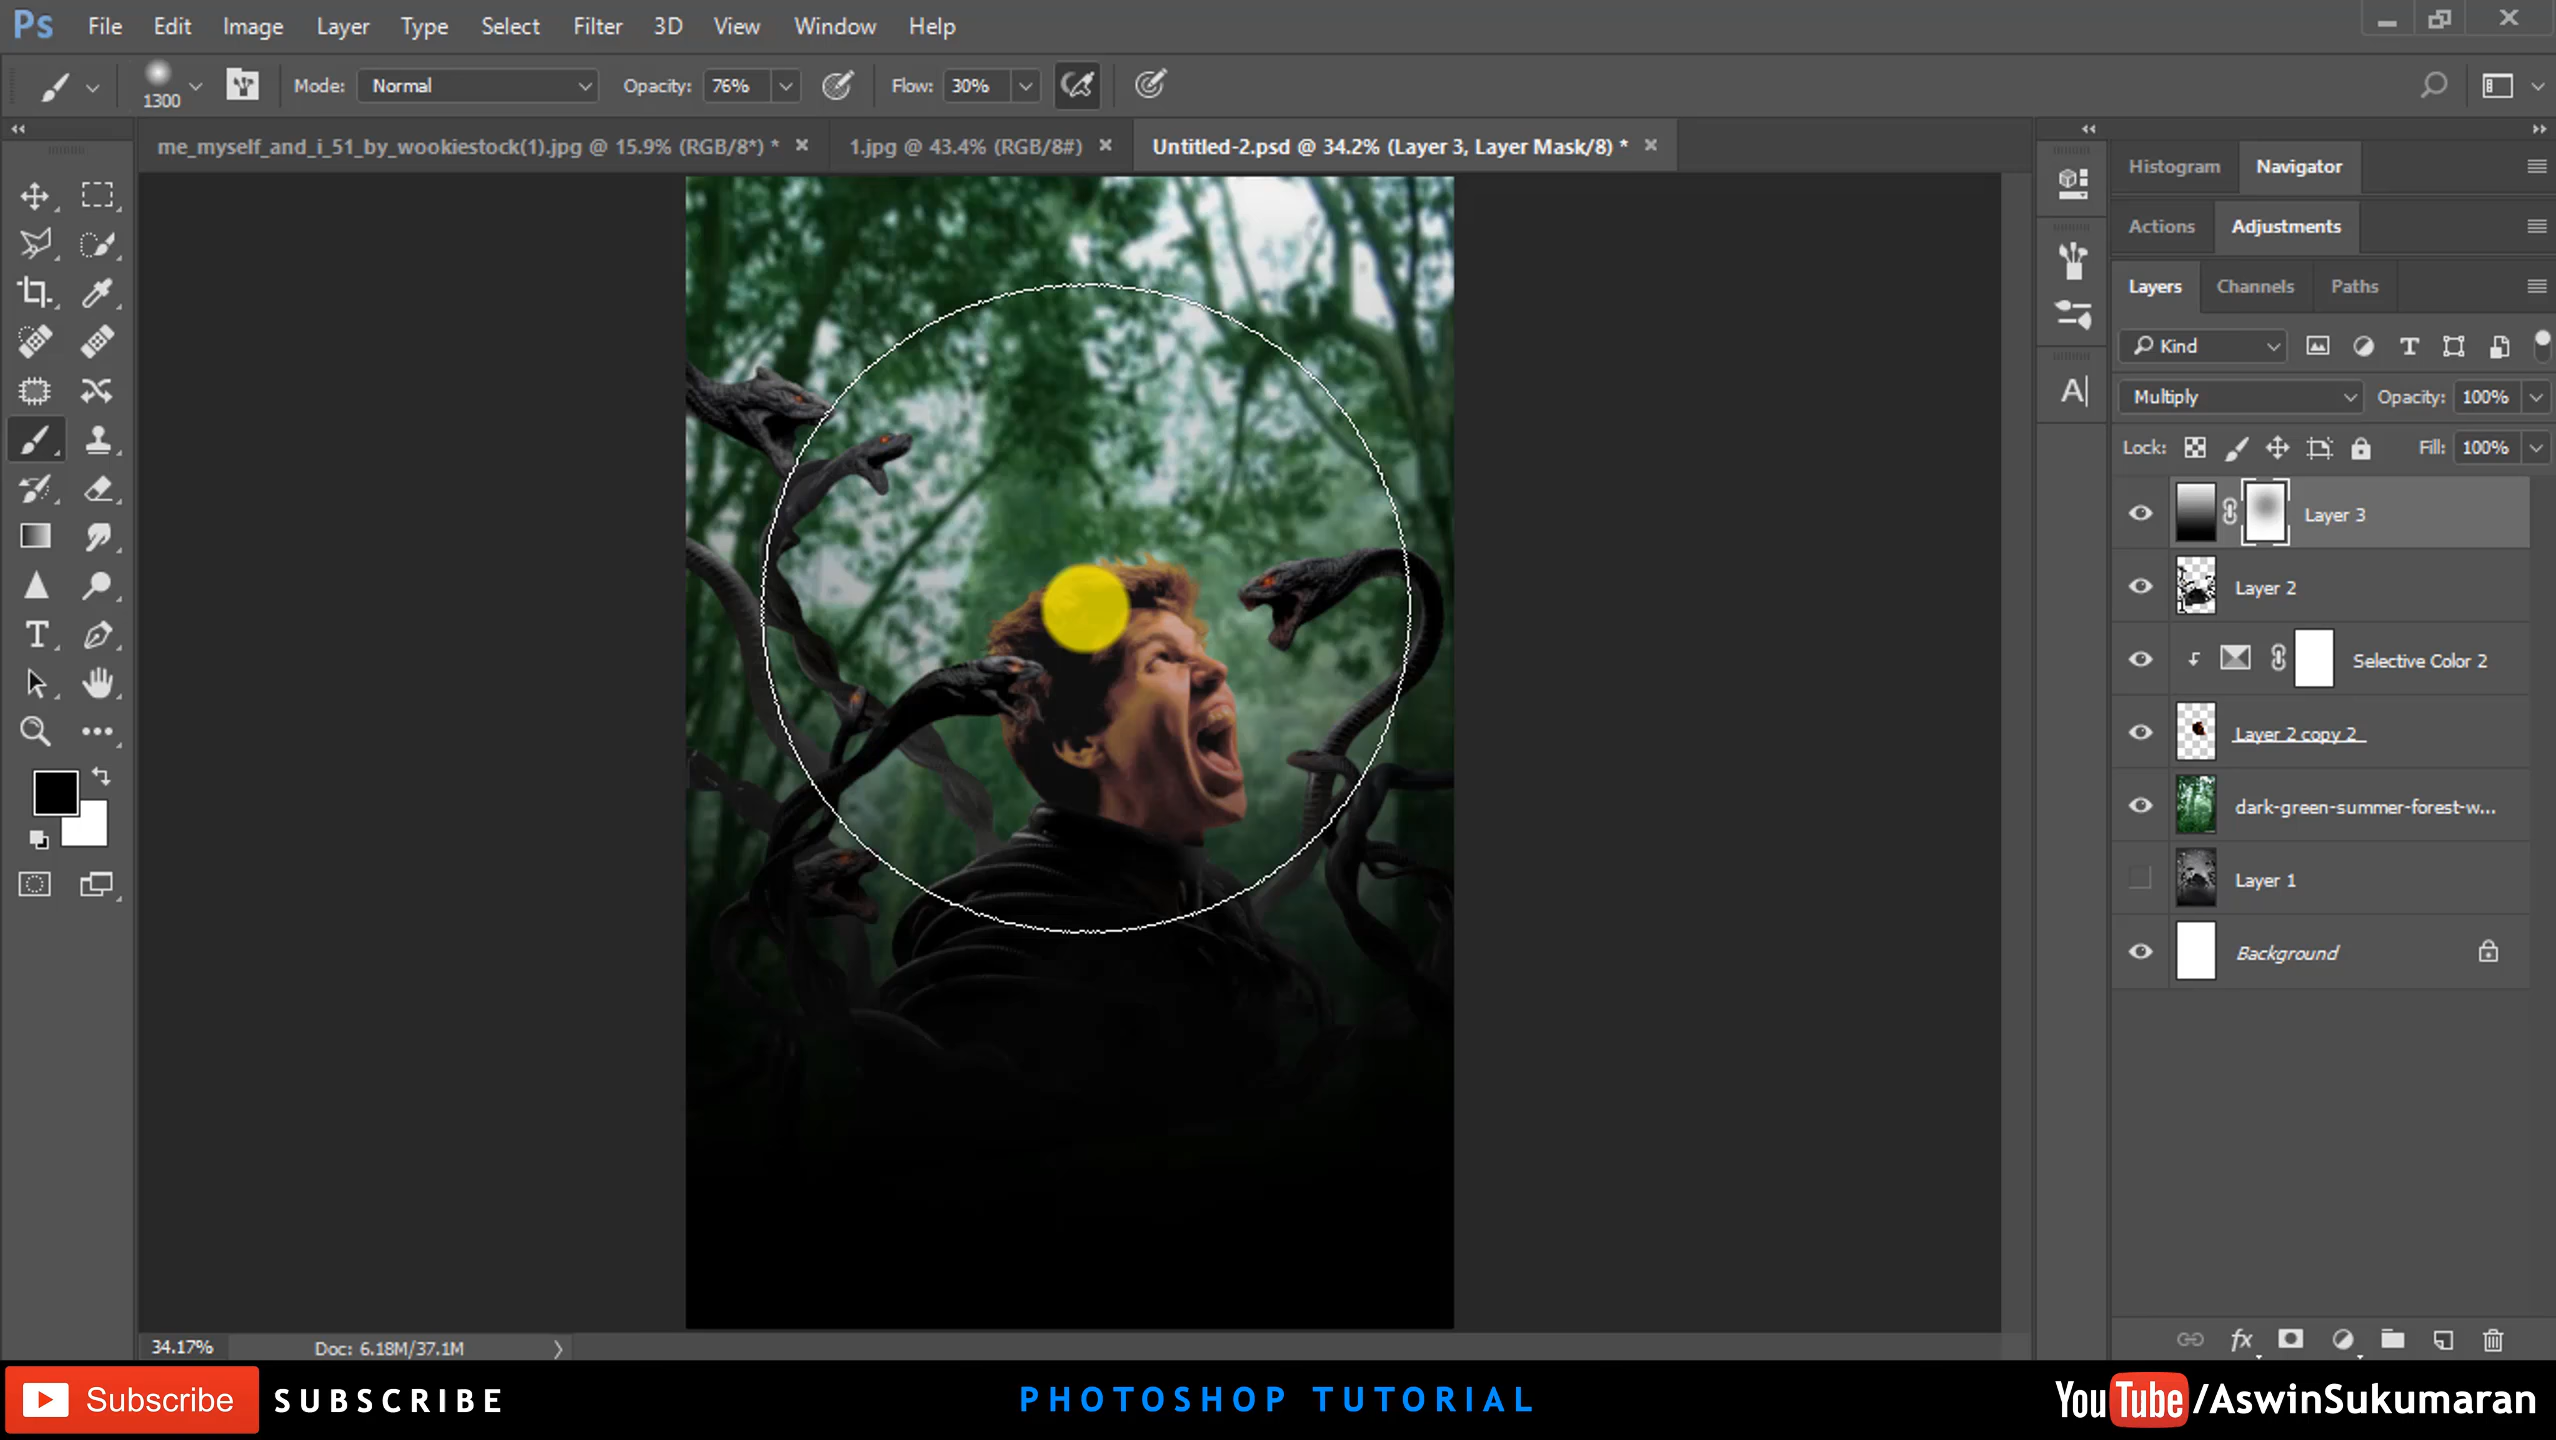 Ps File Edit Image Layer Type Select Filter 3D View Window Help
1300 Mode: Normal Opacity: 76% Flow: 30%
me_myself_and_i_51_by_wookiestock(1).jpg @ 15.9% (RGB/8*) * 1.jpg @ 43.4% (RGB/8#) Untitled-2.psd @ 34.2% (Layer 3, Layer Mask/8) *
Histogram Navigator
Actions Adjustments
Layers Channels Paths
Kind
Multiply Opacity: 100%
Lock: Fill: 100%
Layer 3
Layer 2
Selective Color 2
Layer 2 copy 2
dark-green-summer-forest-w...
Layer 1
Background
34.17% Doc: 6.18M/37.1M
Subscribe SUBSCRIBE PHOTOSHOP TUTORIAL YouTube/AswinSukumaran